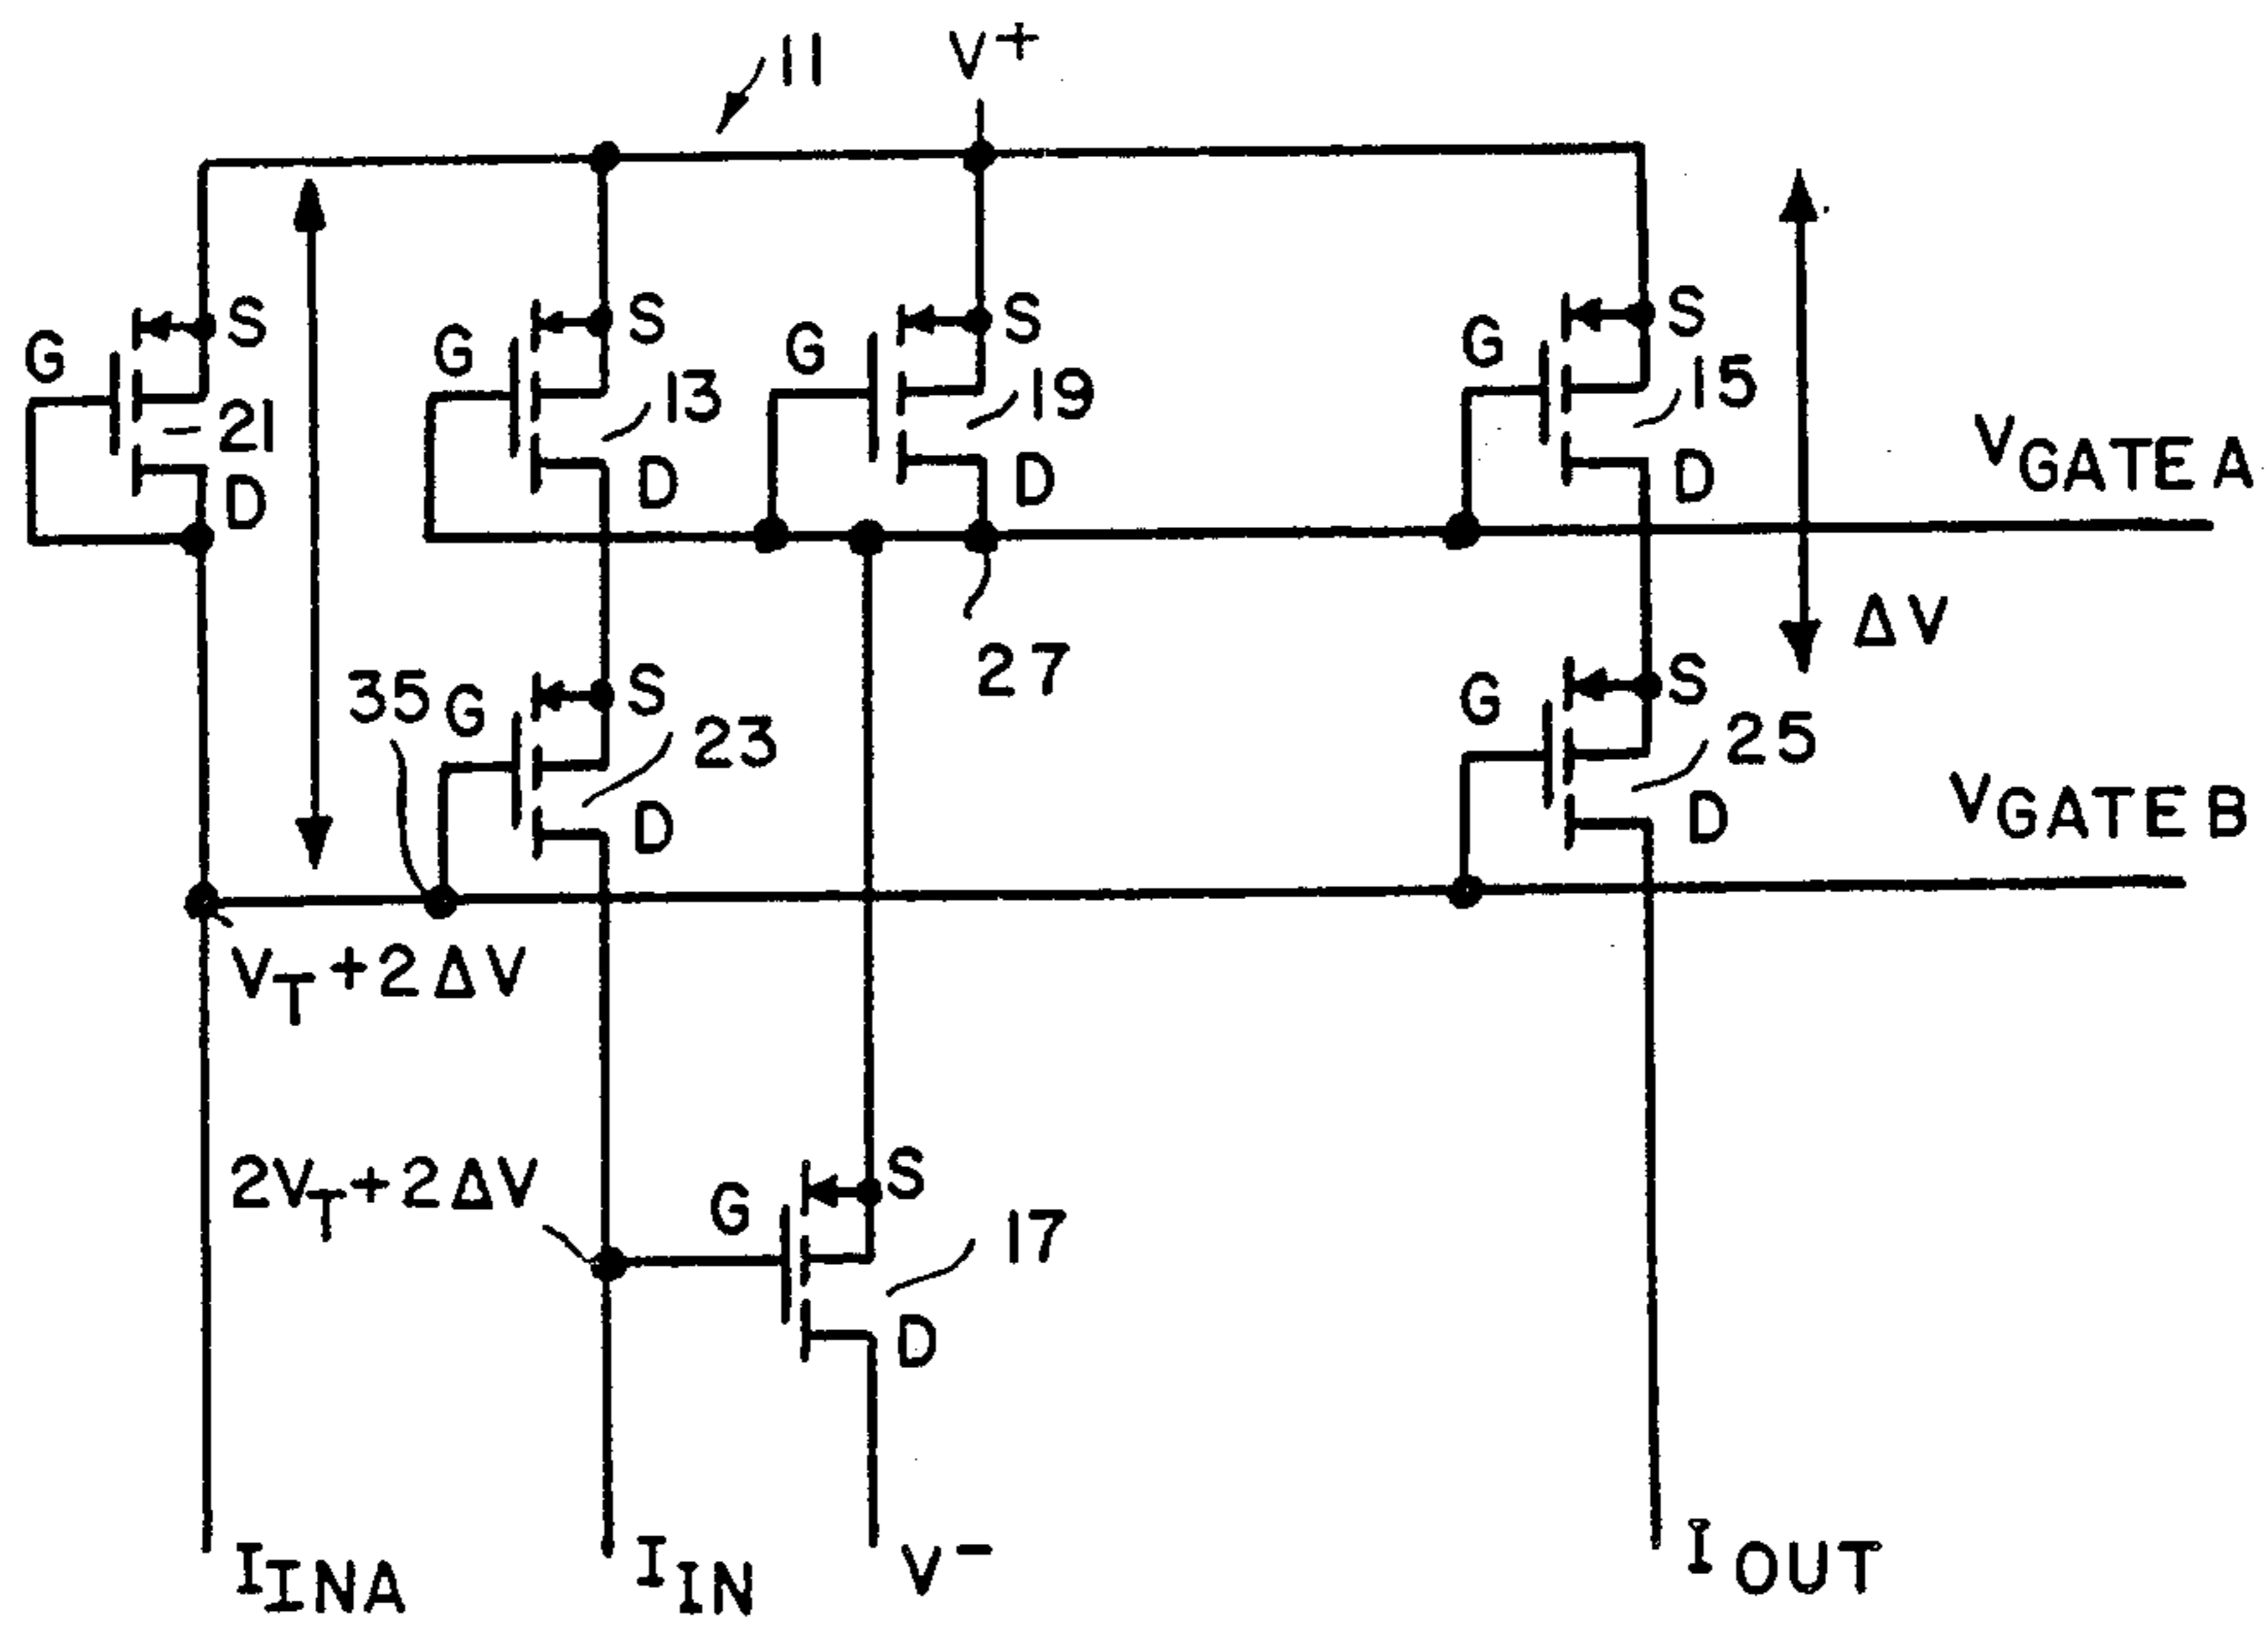 11
V+
S
S
S
S
G
G
G
G
21
13
19
15
D
D
D
D
VGATE A
27
ΔV
35
G
S
23
D
G
S
25
D
VGATE B
VT+2ΔV
2VT+2ΔV
G
S
17
D
IINA
IIN
V-
IOUT